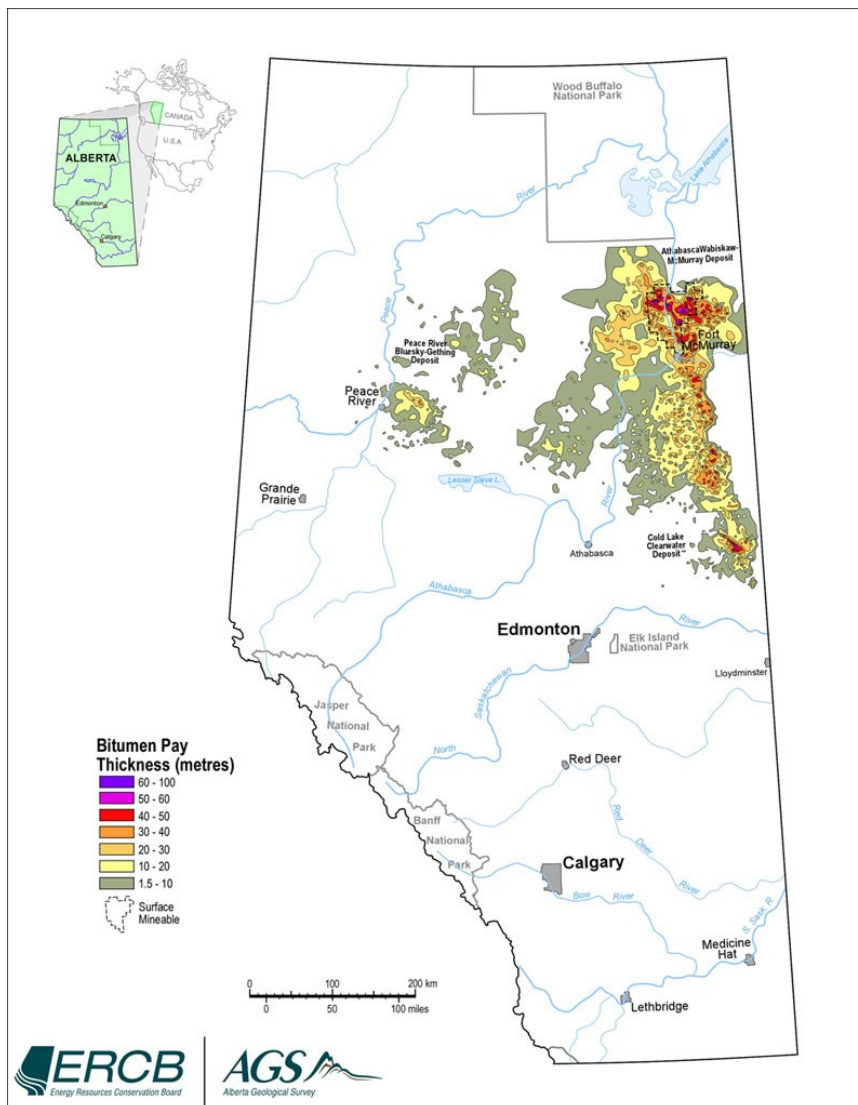 CANADA
U.S.A.
ALBERTA
Edmonton
Calgary
Wood Buffalo
National Park
Lake Athabasca
River
Peace
Athabasca Wabiskaw-
McMurray Deposit
Fort
McMurray
Peace River
Bluesky-Gething
Deposit
Peace
River
Grande
Prairie
Lesser Slave L.
River
Athabasca
Athabasca
Cold Lake
Clearwater
Deposit
Edmonton
River
Elk Island
National Park
Lloydminster
Saskatchewan
North
Jasper
National
Park
Red Deer
Red
Deer
River
Banff
National
Park
Calgary
Bow
River
S. Sask. R.
Medicine
Hat
Lethbridge
Bitumen Pay
Thickness (metres)
60 - 100
50 - 60
40 - 50
30 - 40
20 - 30
10 - 20
1.5 - 10
Surface
Mineable
0 100 200 km
0 50 100 miles
ERCB
Energy Resources Conservation Board
AGS
Alberta Geological Survey